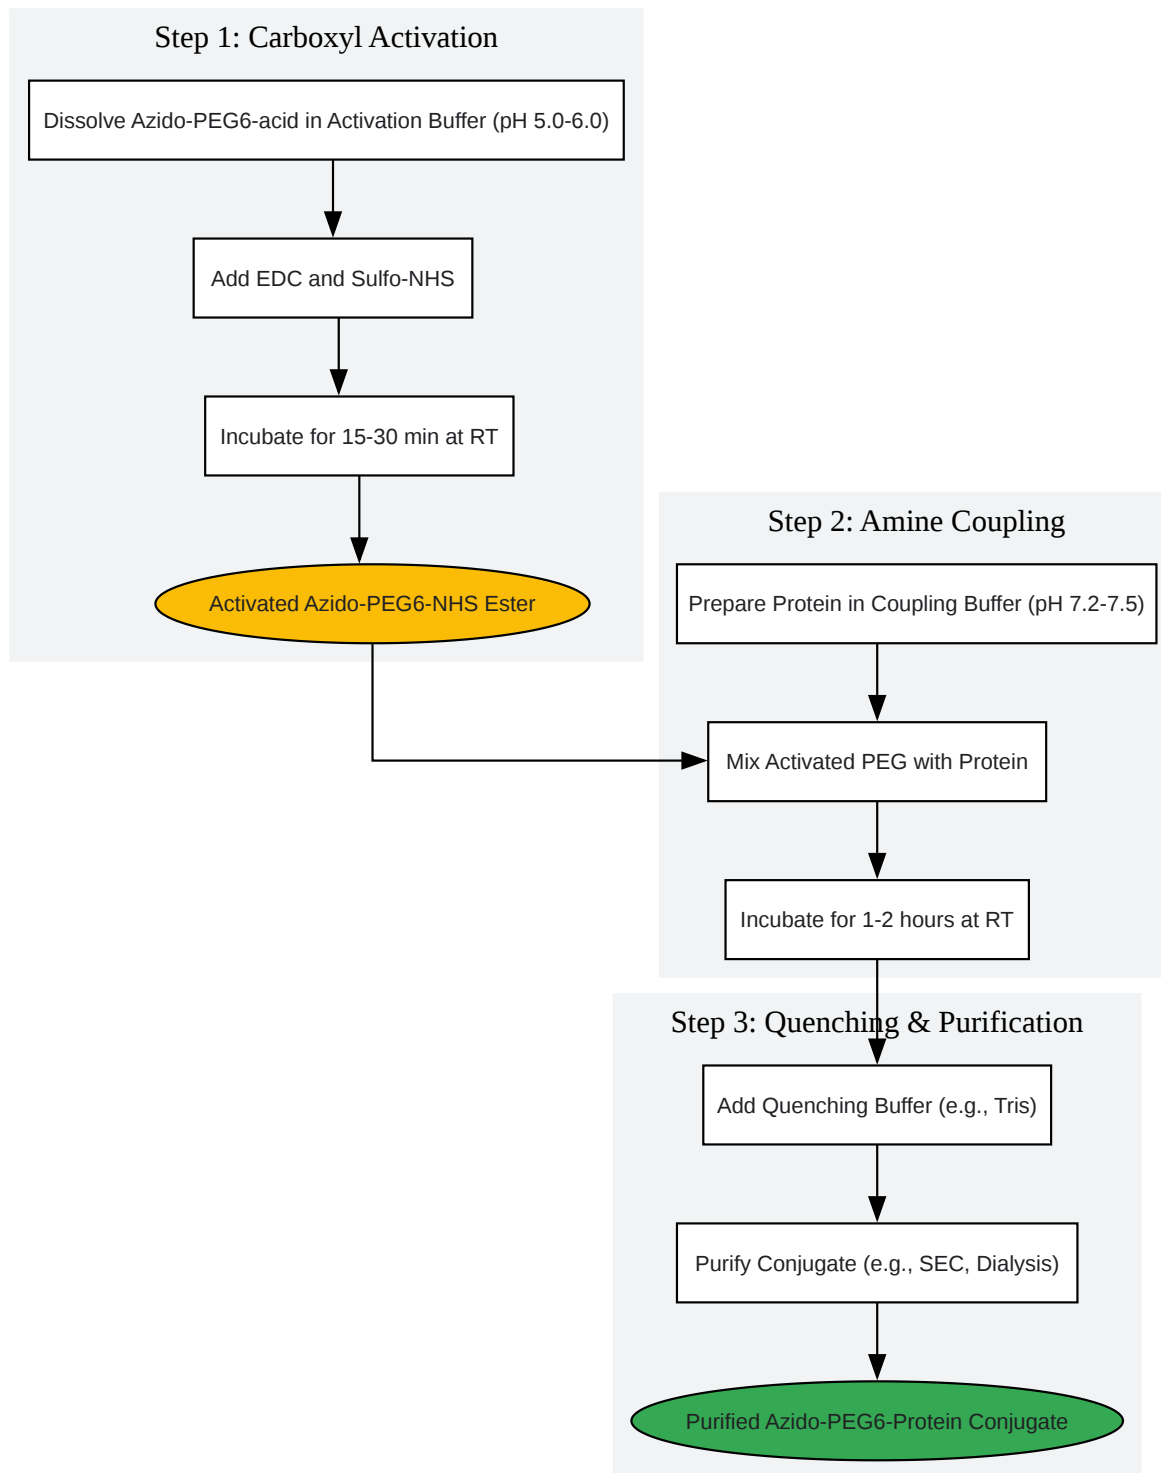 Step 1: Carboxyl Activation
Dissolve Azido-PEG6-acid in Activation Buffer (pH 5.0-6.0)
Add EDC and Sulfo-NHS
Incubate for 15-30 min at RT
Activated Azido-PEG6-NHS Ester
Step 2: Amine Coupling
Prepare Protein in Coupling Buffer (pH 7.2-7.5)
Mix Activated PEG with Protein
Incubate for 1-2 hours at RT
Step 3: Quenching & Purification
Add Quenching Buffer (e.g., Tris)
Purify Conjugate (e.g., SEC, Dialysis)
Purified Azido-PEG6-Protein Conjugate